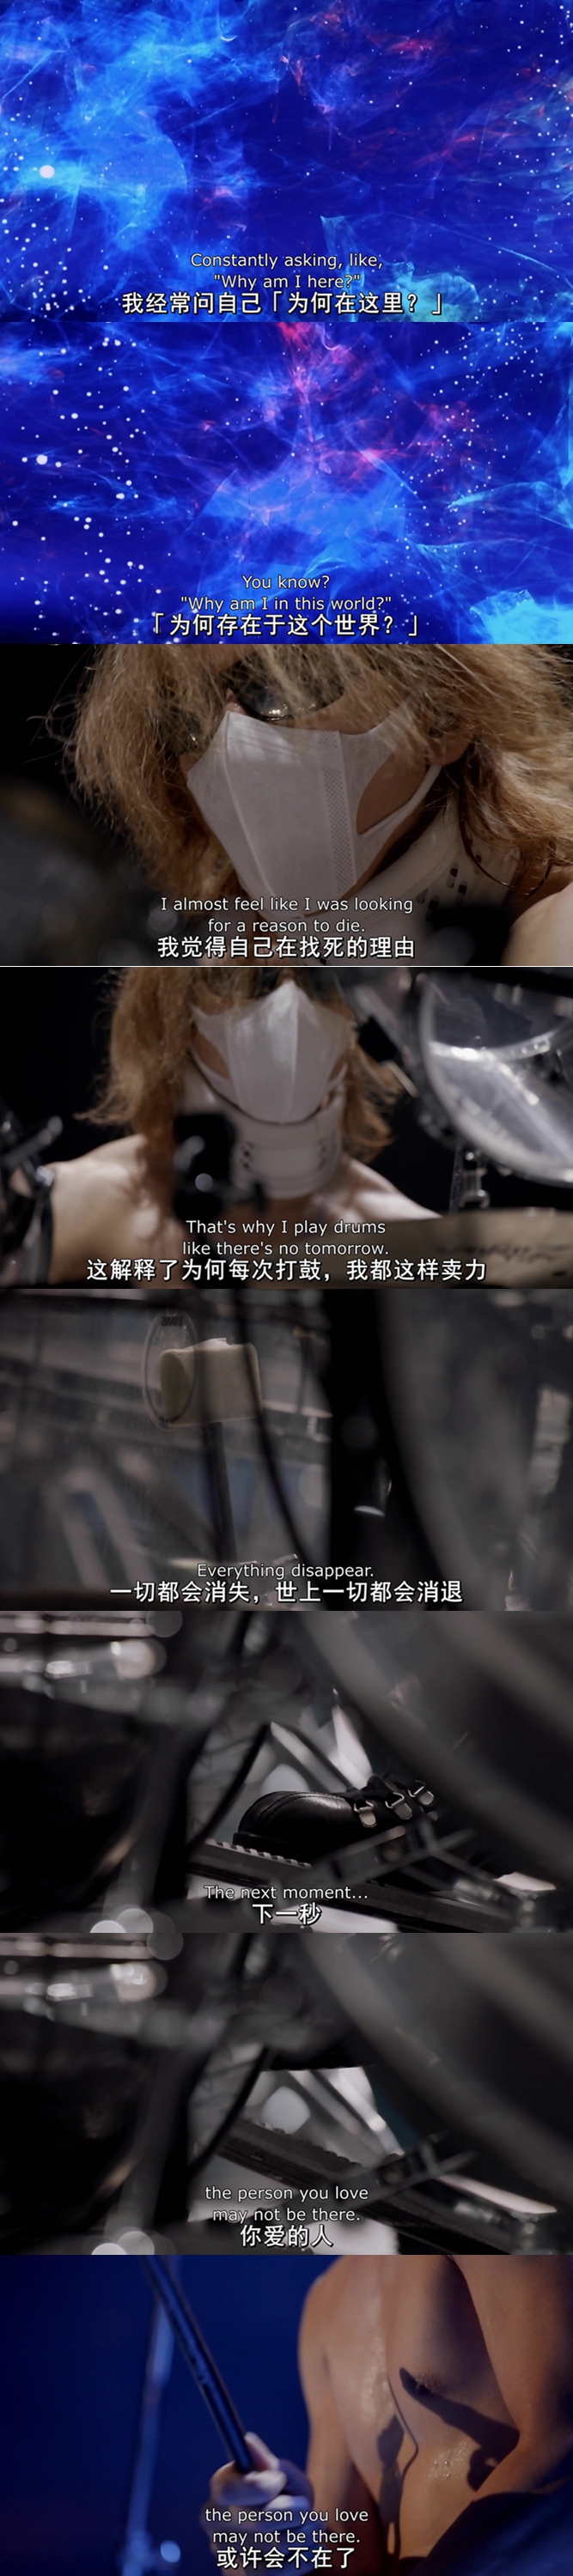 Constantly asking, like,
"Why am I here?"
我经常问自己「为何在这里？」
You know?
"Why am I in this world?"
「为何存在于这个世界？」
I almost feel like I was looking
for a reason to die.
我觉得自己在找死的理由
That's why I play drums
like there's no tomorrow.
这解释了为何每次打鼓，我都这样卖力
Everything disappear.
一切都会消失，世上一切都会消退
The next moment...
下一秒
the person you love
may not be there.
你爱的人
the person you love
may not be there.
或许会不在了